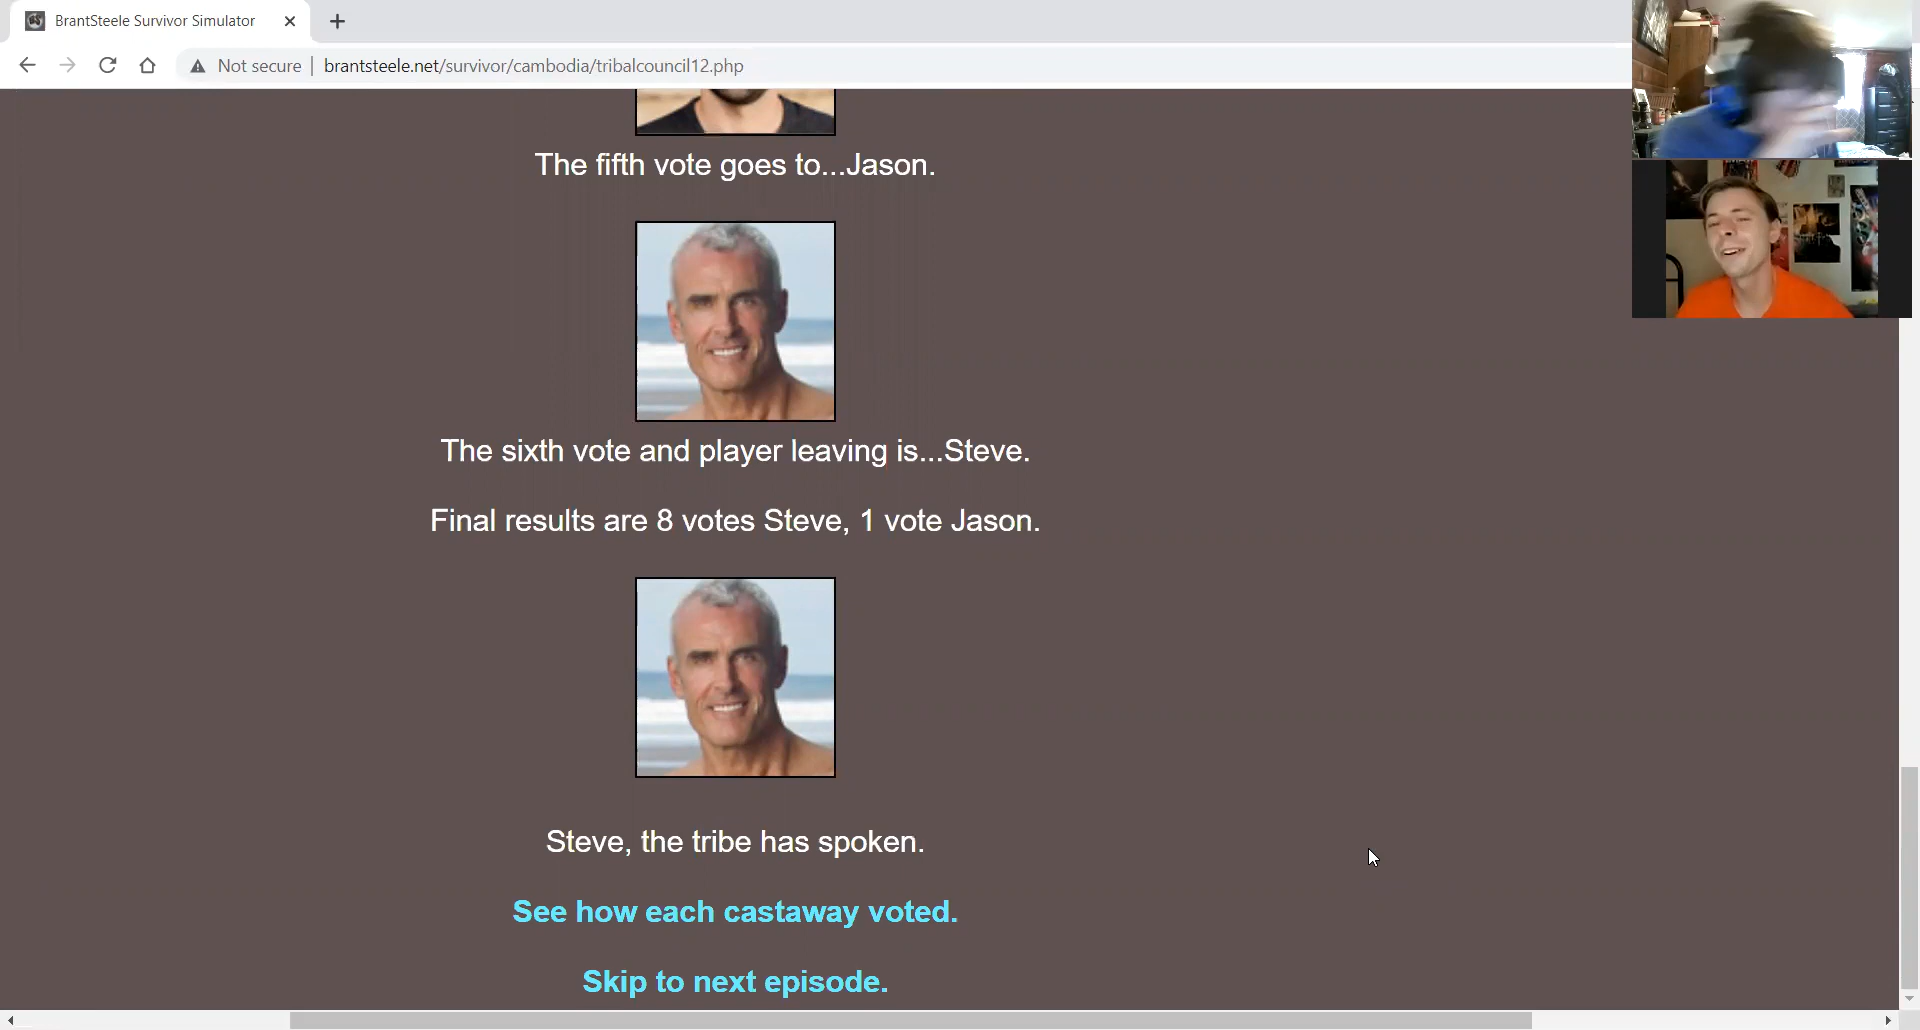 BrantSteele Survivor Simulator
Not secure | brantsteele.net/survivor/cambodia/tribalcouncil12.php
The fifth vote goes to...Jason.
The sixth vote and player leaving is...Steve.
Final results are 8 votes Steve, 1 vote Jason.
Steve, the tribe has spoken.
See how each castaway voted.
Skip to next episode.